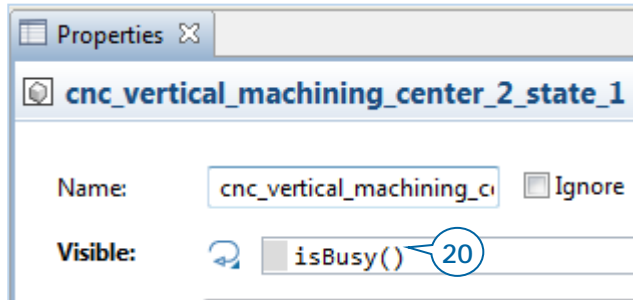 Properties
cnc_vertical_machining_center_2_state_1
Name: cnc_vertical_machining_c Ignore
Visible: isBusy() 20